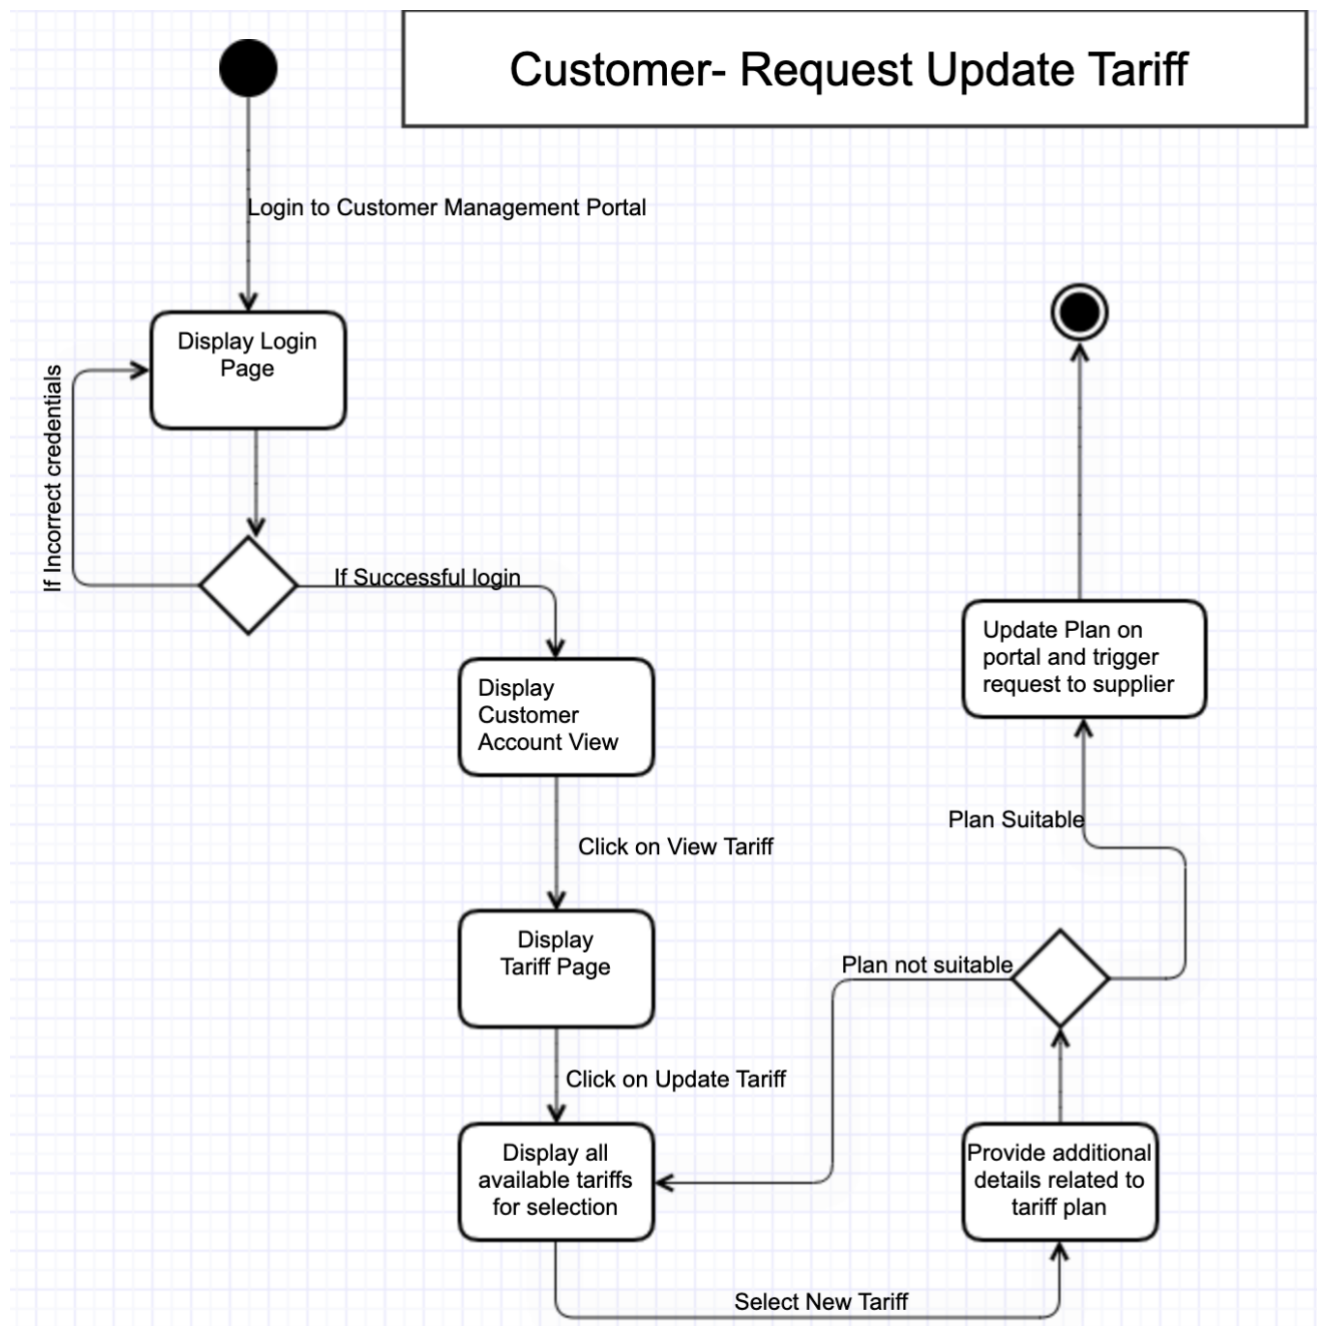 Customer- Request Update Tariff
Login to Customer Management Portal
Display Login
Page
If Incorrect credentials
If Successful login
Display
Customer
Account View
Click on View Tariff
Display
Tariff Page
Click on Update Tariff
Display all
available tariffs
for selection
Select New Tariff
Provide additional
details related to
tariff plan
Plan not suitable
Plan Suitable
Update Plan on
portal and trigger
request to supplier